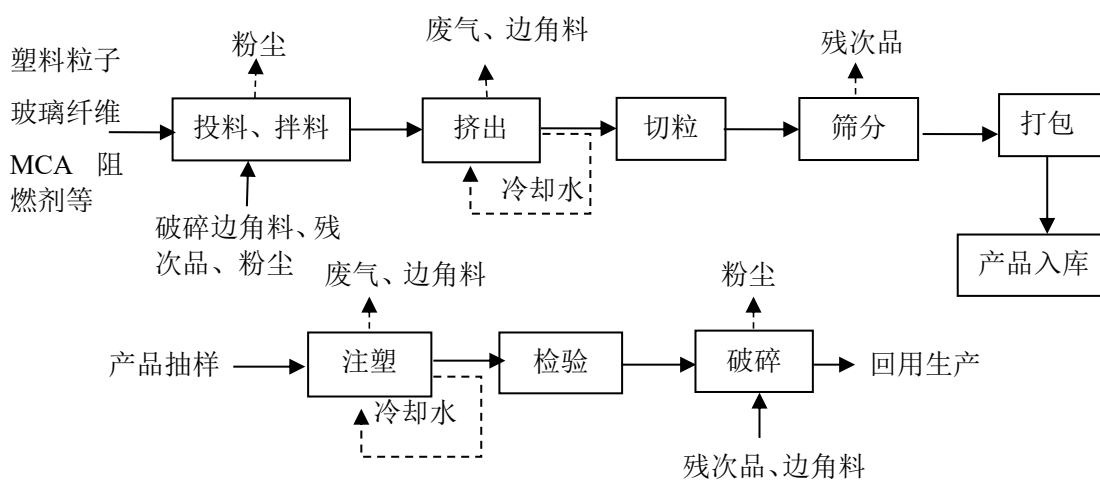 废气、边角料
粉尘
残次品
塑料粒子
玻璃纤维
MCA 阻
燃剂等
投料、拌料
挤出
切粒
筛分
打包
冷却水
破碎边角料、残
次品、粉尘
产品入库
废气、边角料
粉尘
产品抽样
注塑
检验
破碎
回用生产
冷却水
残次品、边角料